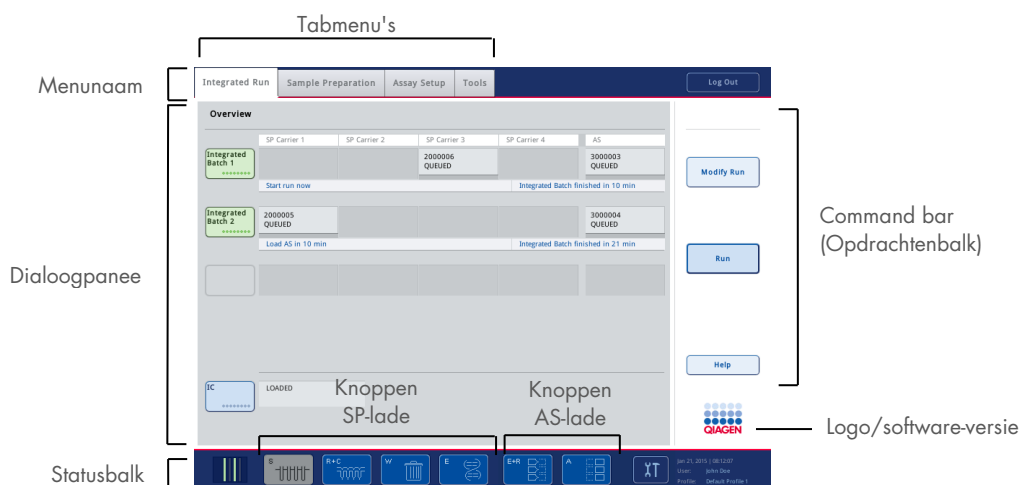 Tabmenu's
Menunaam
Integrated Run
Sample Preparation
Assay Setup
Tools
Log Out
Overview
SP Carrier 1
SP Carrier 2
SP Carrier 3
SP Carrier 4
AS
Integrated
Batch 1
2000006
QUEUED
3000003
QUEUED
Start run now
Integrated Batch finished in 10 min
Modify Run
Integrated
Batch 2
2000005
QUEUED
3000004
QUEUED
Load AS in 10 min
Integrated Batch finished in 21 min
Run
Command bar
(Opdrachtenbalk)
Dialoogpanee
Help
IC
LOADED
Knoppen
SP-lade
Knoppen
AS-lade
QIAGEN
Logo/software-versie
Statusbalk
S
R+C
W
E
E+R
A
Jan 21, 2015 | 08:12:07
User: John Doe
Profile: Default Profile 1